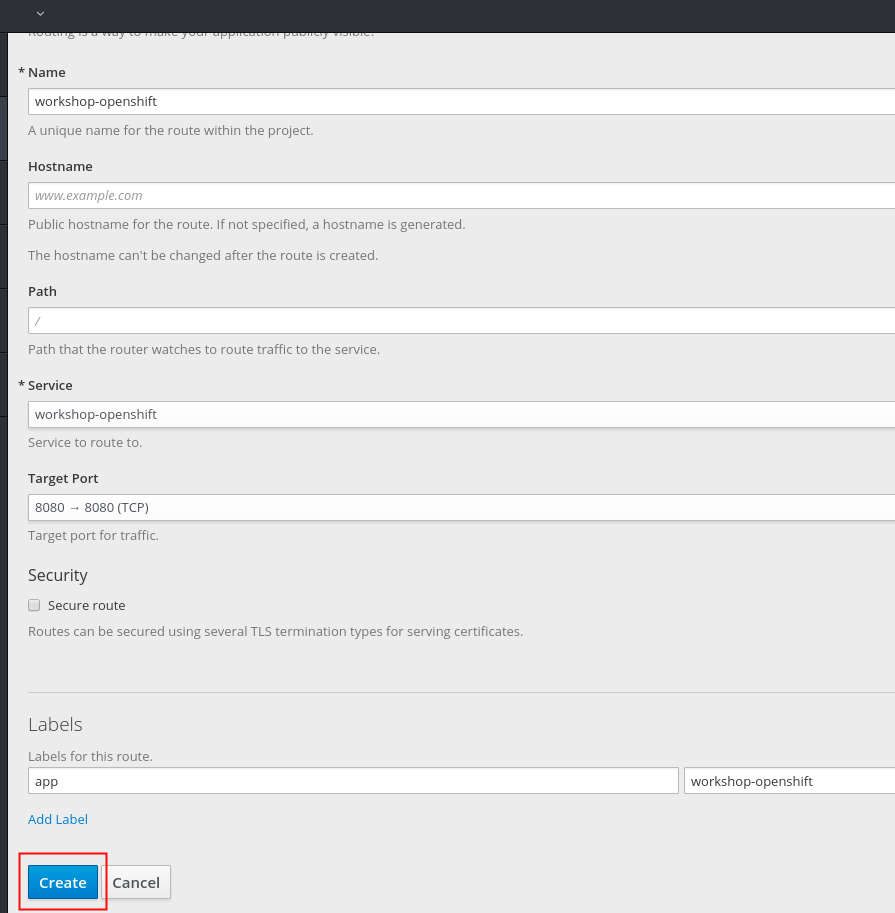 Routing is a way to make your application publicly visible.
* Name
workshop-openshift
A unique name for the route within the project.
Hostname
www.example.com
Public hostname for the route. If not specified, a hostname is generated.
The hostname can't be changed after the route is created.
Path
/
Path that the router watches to route traffic to the service.
* Service
workshop-openshift
Service to route to.
Target Port
8080 → 8080 (TCP)
Target port for traffic.
Security
Secure route
Routes can be secured using several TLS termination types for serving certificates.
Labels
Labels for this route.
app workshop-openshift
Add Label
Create Cancel